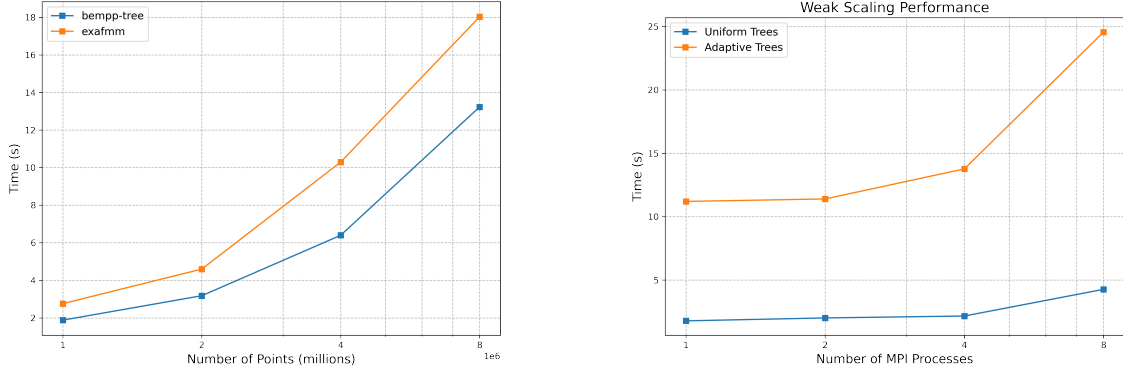 bempp-tree
exafmm
18
16
14
12
10
8
6
4
2
Time (s)
1
2
4
8
1e6
Number of Points (millions)
Weak Scaling Performance
Uniform Trees
Adaptive Trees
25
20
15
10
5
Time (s)
1
2
4
8
Number of MPI Processes